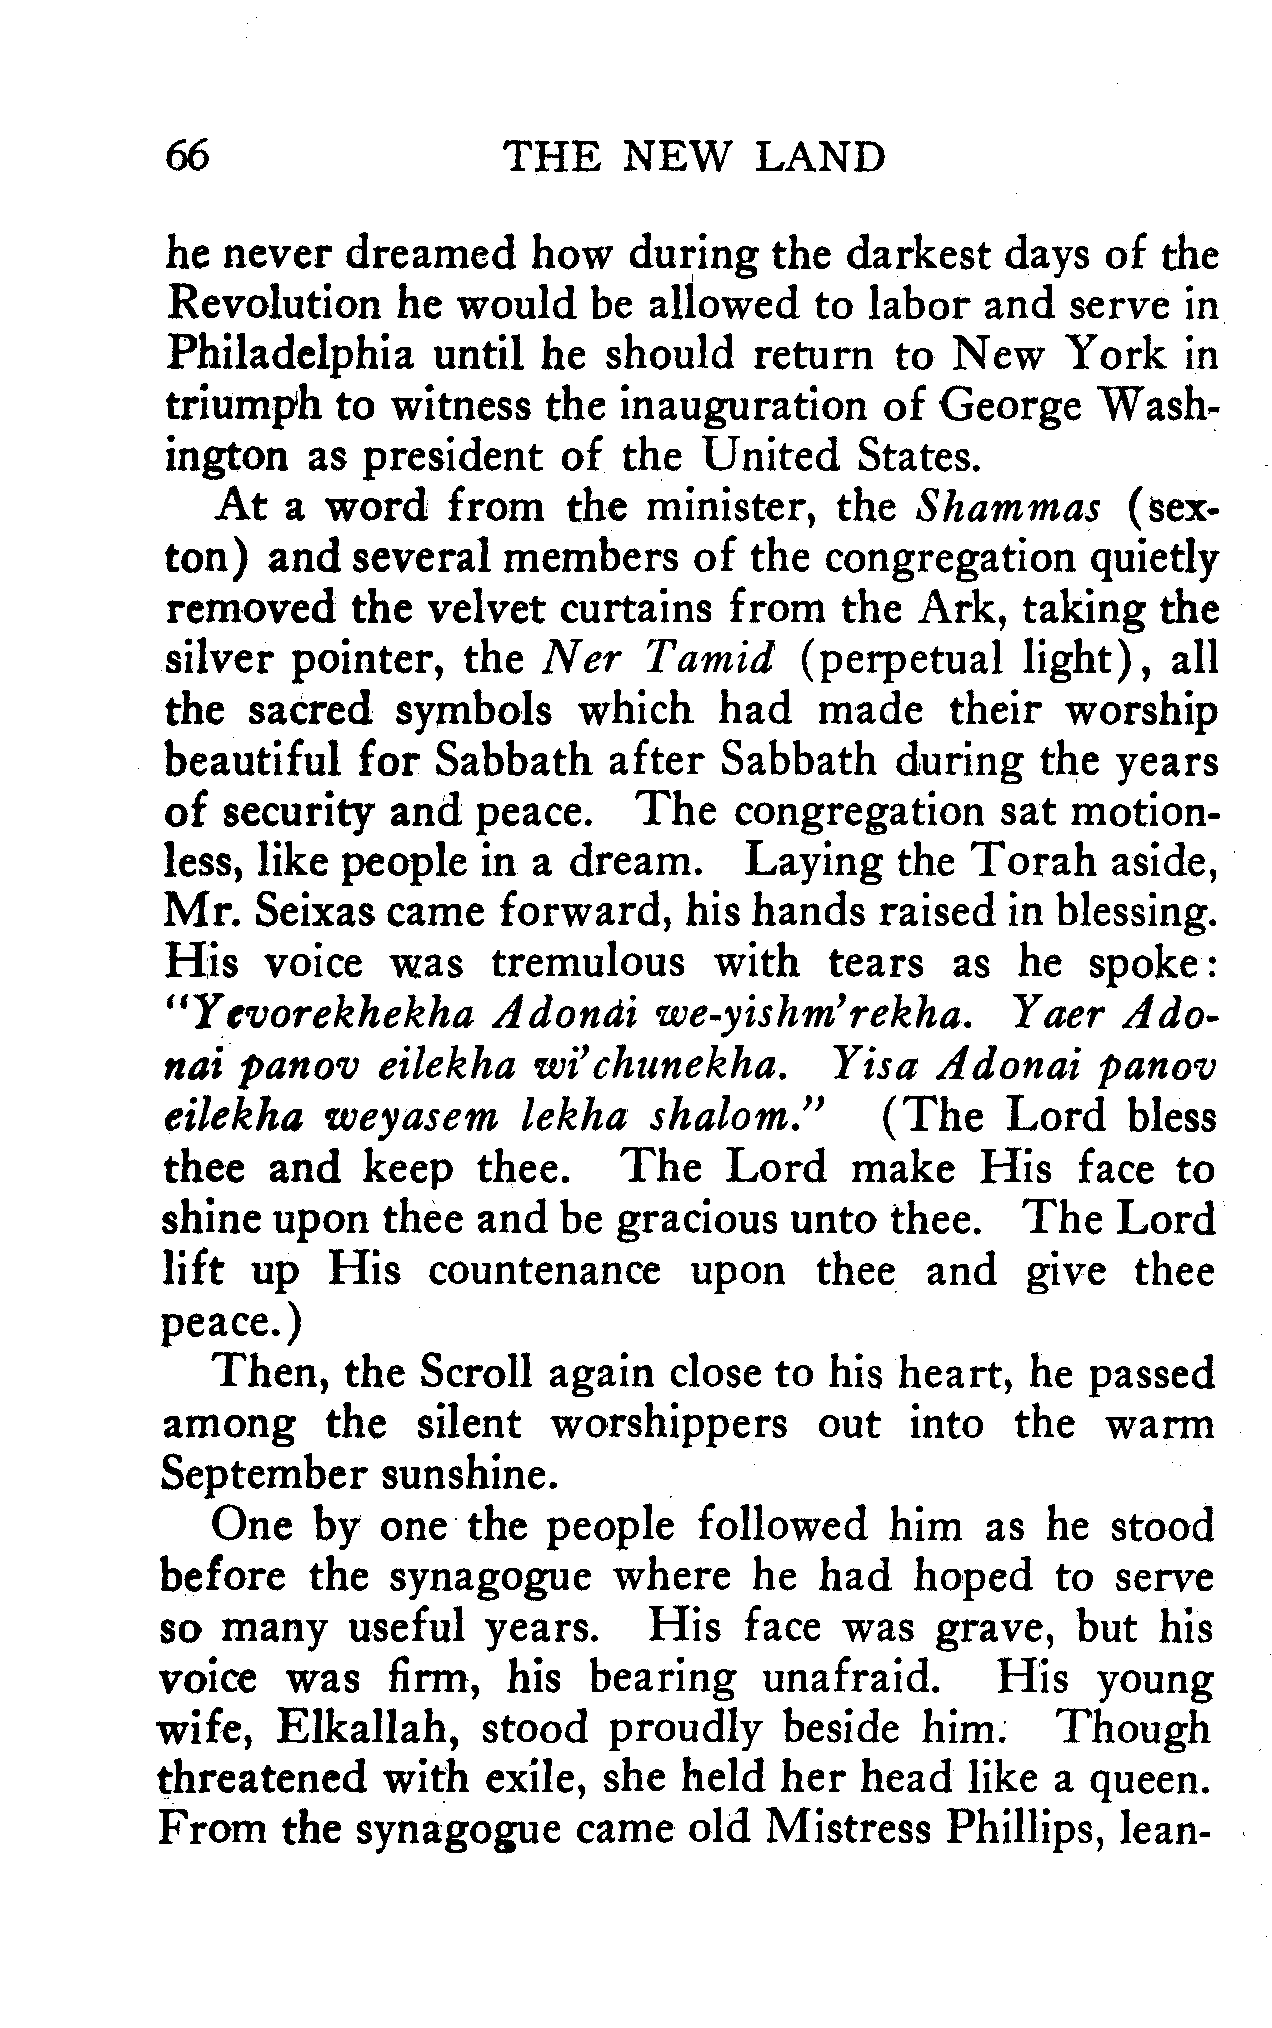 66 THE NEW LAND
he never dreamed how during the darkest days of the
Revolution he would be allowed to labor and serve in
Philadelphia until he should return to New York in
triumph to witness the inauguration of George Wash-
ington as president of the United States.
At a word from the minister, the Shammas (sex-
ton) and several members of the congregation quietly
removed the velvet curtains from the Ark, taking the
silver pointer, the Ner Tamid (perpetual light), all
the sacred symbols which had made their worship
beautiful for Sabbath after Sabbath during the years
of security and peace. The congregation sat motion-
less, like people in a dream. Laying the Torah aside,
Mr. Seixas came forward, his hands raised in blessing.
His voice was tremulous with tears as he spoke:
"Yevorekhekha Adonai we-yishm'rekha. Yaer Ado-
nai panov eilekha wi'chunekha. Yisa Adonai panov
eilekha weyasem lekha shalom." (The Lord bless
thee and keep thee. The Lord make His face to
shine upon thee and be gracious unto thee. The Lord
lift up His countenance upon thee and give thee
peace.)
Then, the Scroll again close to his heart, he passed
among the silent worshippers out into the warm
September sunshine.
One by one the people followed him as he stood
before the synagogue where he had hoped to serve
so many useful years. His face was grave, but his
voice was firm, his bearing unafraid. His young
wife, Elkallah, stood proudly beside him. Though
threatened with exile, she held her head like a queen.
From the synagogue came old Mistress Phillips, lean-